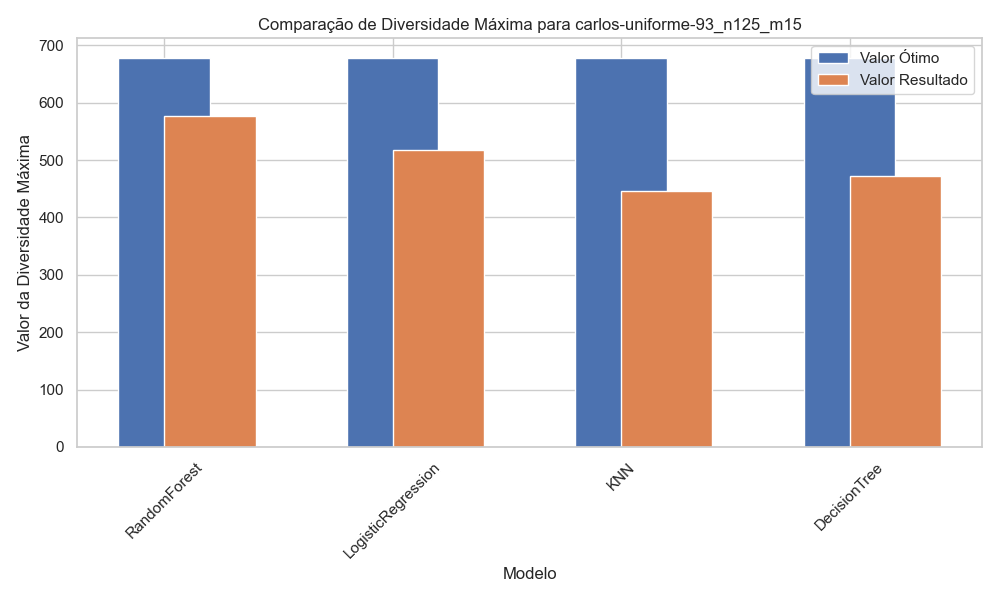 Comparação de Diversidade Máxima para carlos-uniforme-93_n125_m15
Valor Ótimo
Valor Resultado
Valor da Diversidade Máxima
700
600
500
400
300
200
100
0
RandomForest
LogisticRegression
KNN
DecisionTree
Modelo